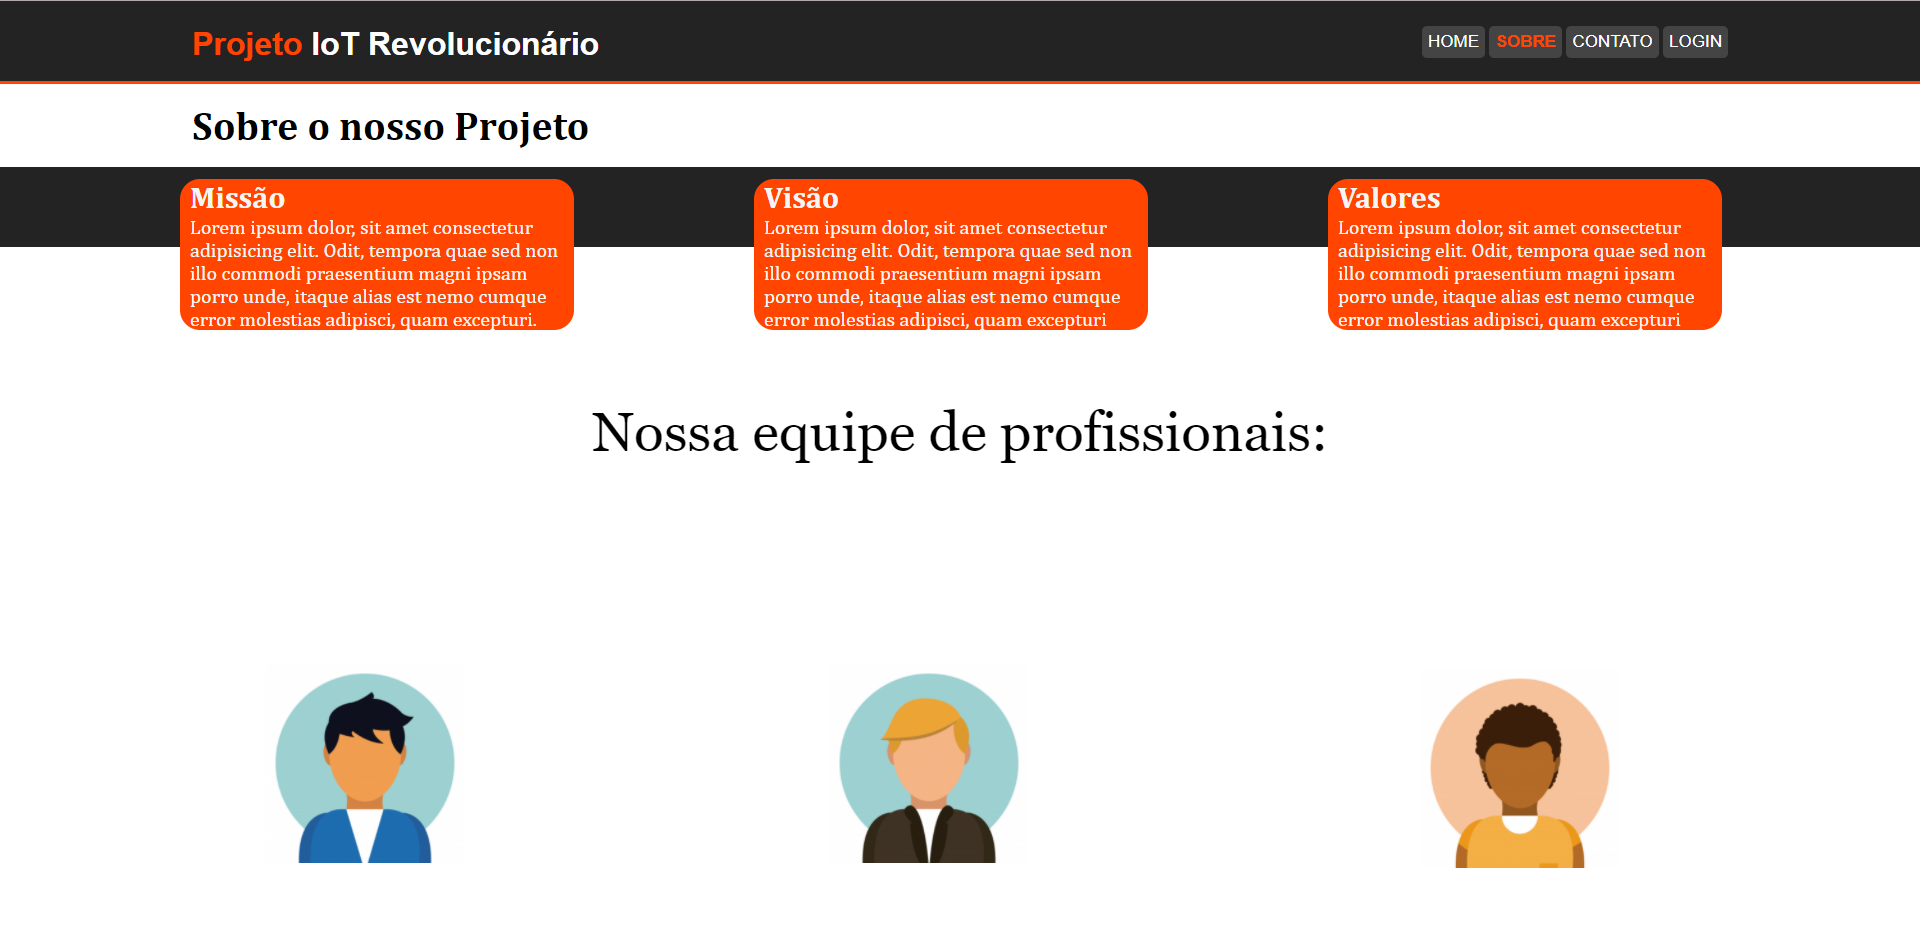 Projeto IoT Revolucionário
HOME SOBRE CONTATO LOGIN
Sobre o nosso Projeto
Missão
Lorem ipsum dolor, sit amet consectetur
adipisicing elit. Odit, tempora quae sed non
illo commodi praesentium magni ipsam
porro unde, itaque alias est nemo cumque
error molestias adipisci, quam excepturi.
Visão
Lorem ipsum dolor, sit amet consectetur
adipisicing elit. Odit, tempora quae sed non
illo commodi praesentium magni ipsam
porro unde, itaque alias est nemo cumque
error molestias adipisci, quam excepturi
Valores
Lorem ipsum dolor, sit amet consectetur
adipisicing elit. Odit, tempora quae sed non
illo commodi praesentium magni ipsam
porro unde, itaque alias est nemo cumque
error molestias adipisci, quam excepturi
Nossa equipe de profissionais: